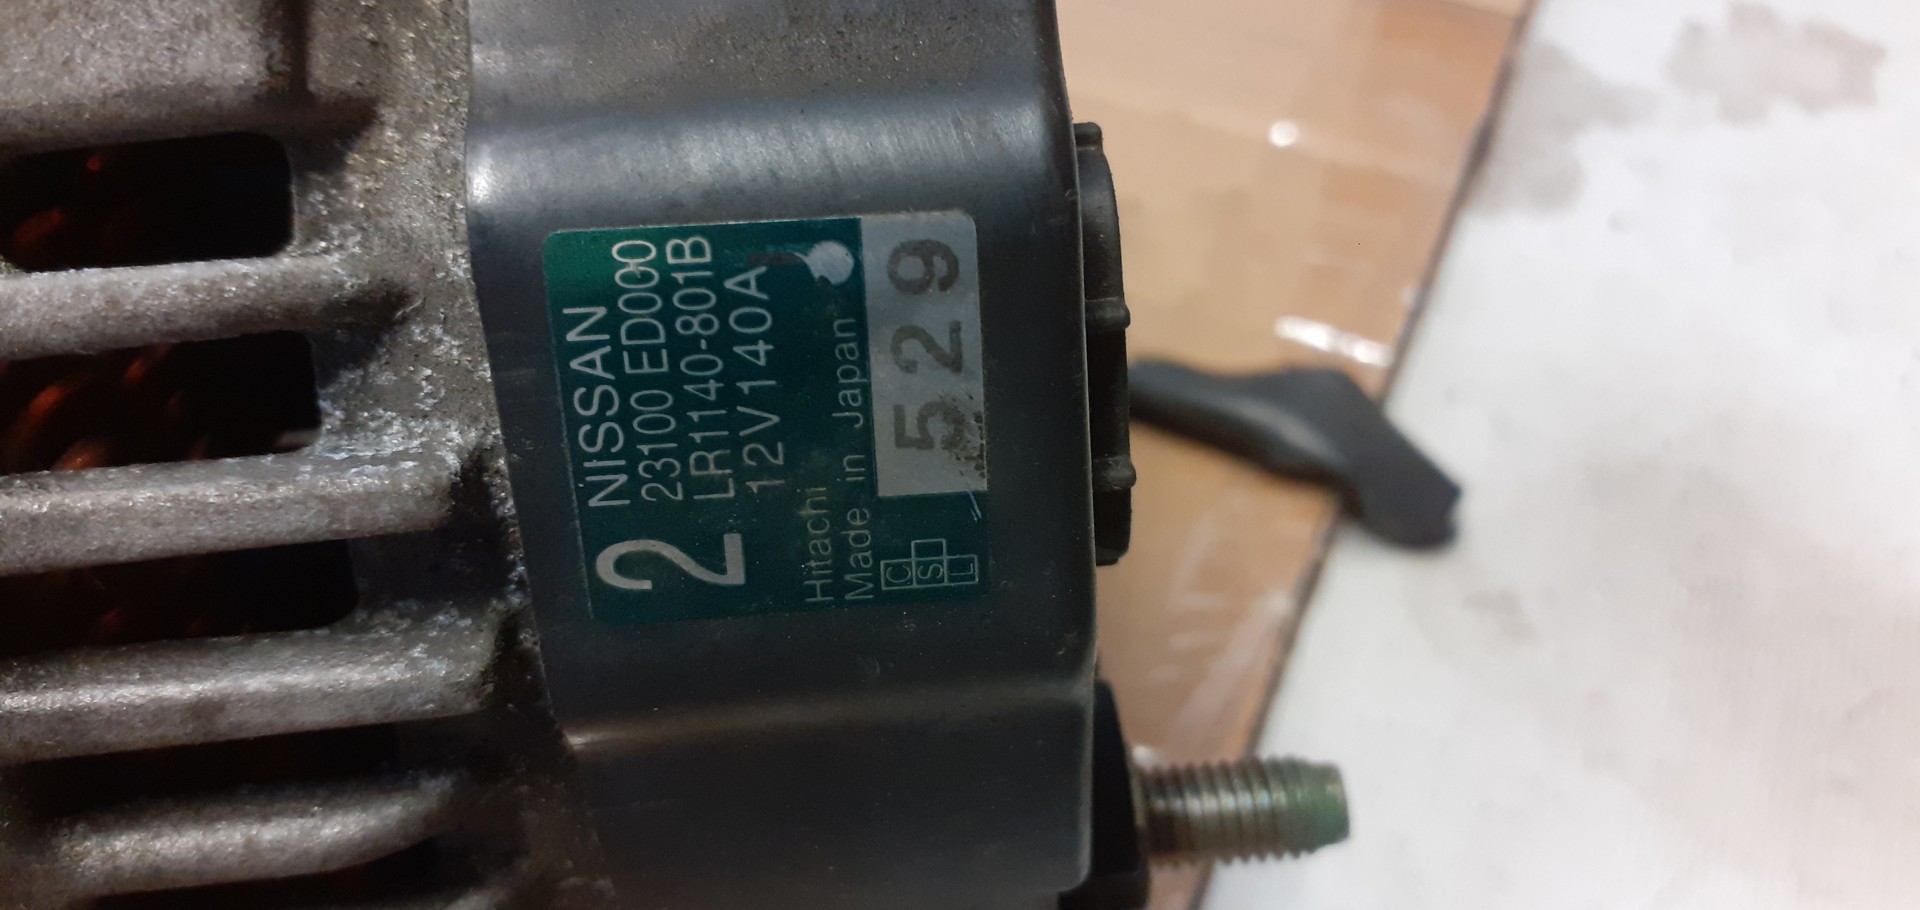 2
NISSAN
23100 ED000
LR1140-801B
12V140A
Hitachi
Made in Japan
529
C
S
L